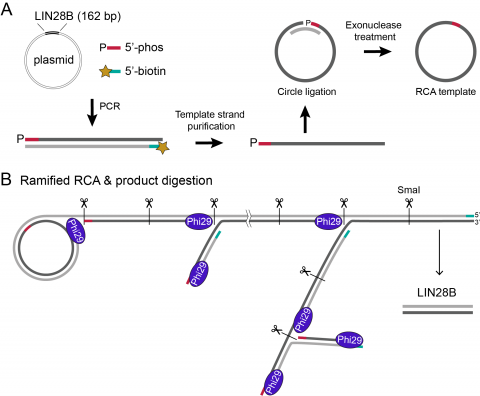 A
LIN28B (162 bp)
plasmid
P 5'-phos
5'-biotin
PCR
P
Template strand
purification
P
P
Circle ligation
Exonuclease
treatment
RCA template
B Ramified RCA & product digestion
SmaI
Phi29
Phi29
Phi29
5'
3'
Phi29
Phi29
Phi29
Phi29
LIN28B